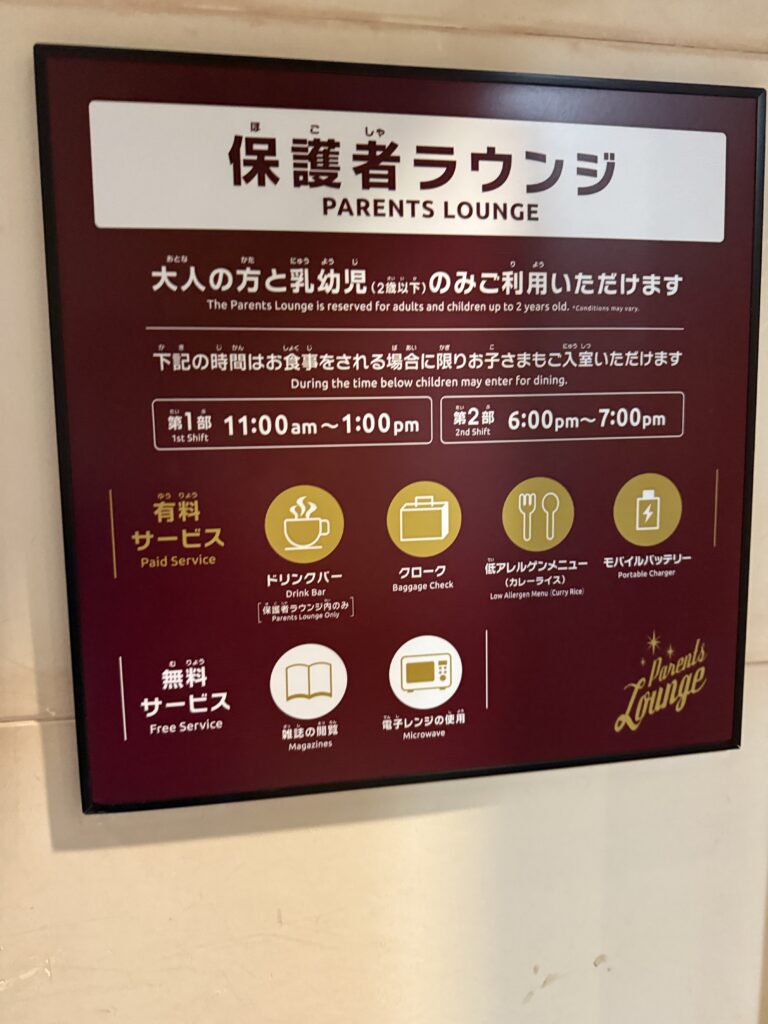 保護者ラウンジ
PARENTS LOUNGE
大人の方と乳幼児(2歳以下)のみご利用いただけます
The Parents Lounge is reserved for adults and children up to 2 years old. *Conditions may vary.
下記の時間はお食事をされる場合に限りお子さまもご入室いただけます
During the time below children may enter for dining.
第1部 11:00am～1:00pm
1st Shift
第2部 6:00pm～7:00pm
2nd Shift
有料
サービス
Paid Service
ドリンクバー
Drink Bar
[保護者ラウンジ内のみ]
Parents Lounge Only
クローク
Baggage Check
低アレルゲンメニュー
(カレーライス)
Low Allergen Menu (Curry Rice)
モバイルバッテリー
Portable Charger
無料
サービス
Free Service
雑誌の閲覧
Magazines
電子レンジの使用
Microwave
Parents
Lounge